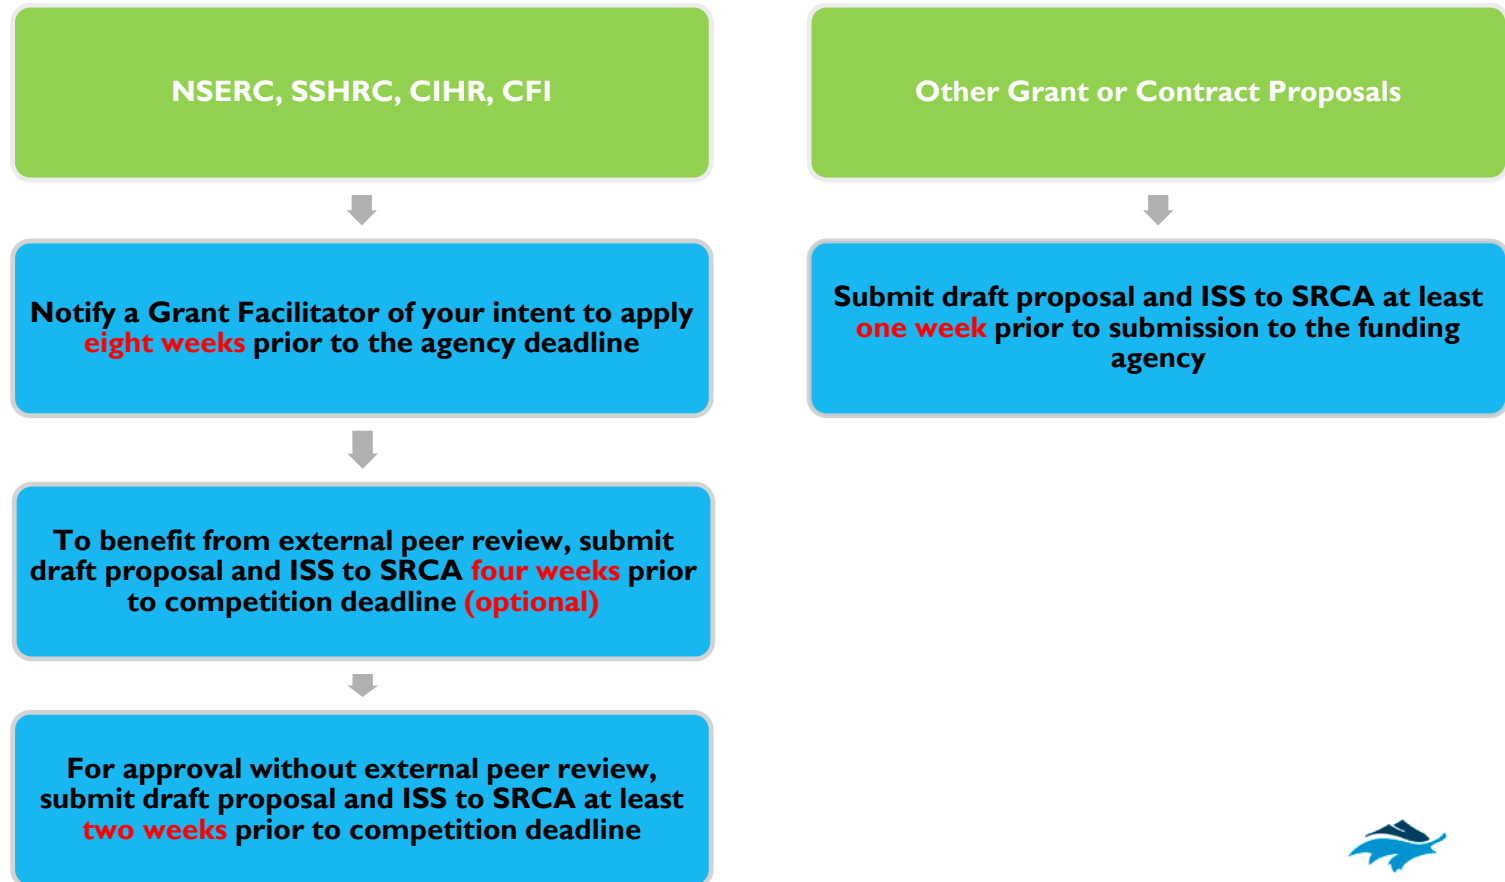 NSERC, SSHRC, CIHR, CFI
Notify a Grant Facilitator of your intent to apply
eight weeks prior to the agency deadline
To benefit from external peer review, submit
draft proposal and ISS to SRCA four weeks prior
to competition deadline (optional)
For approval without external peer review,
submit draft proposal and ISS to SRCA at least
two weeks prior to competition deadline
Other Grant or Contract Proposals
Submit draft proposal and ISS to SRCA at least
one week prior to submission to the funding
agency